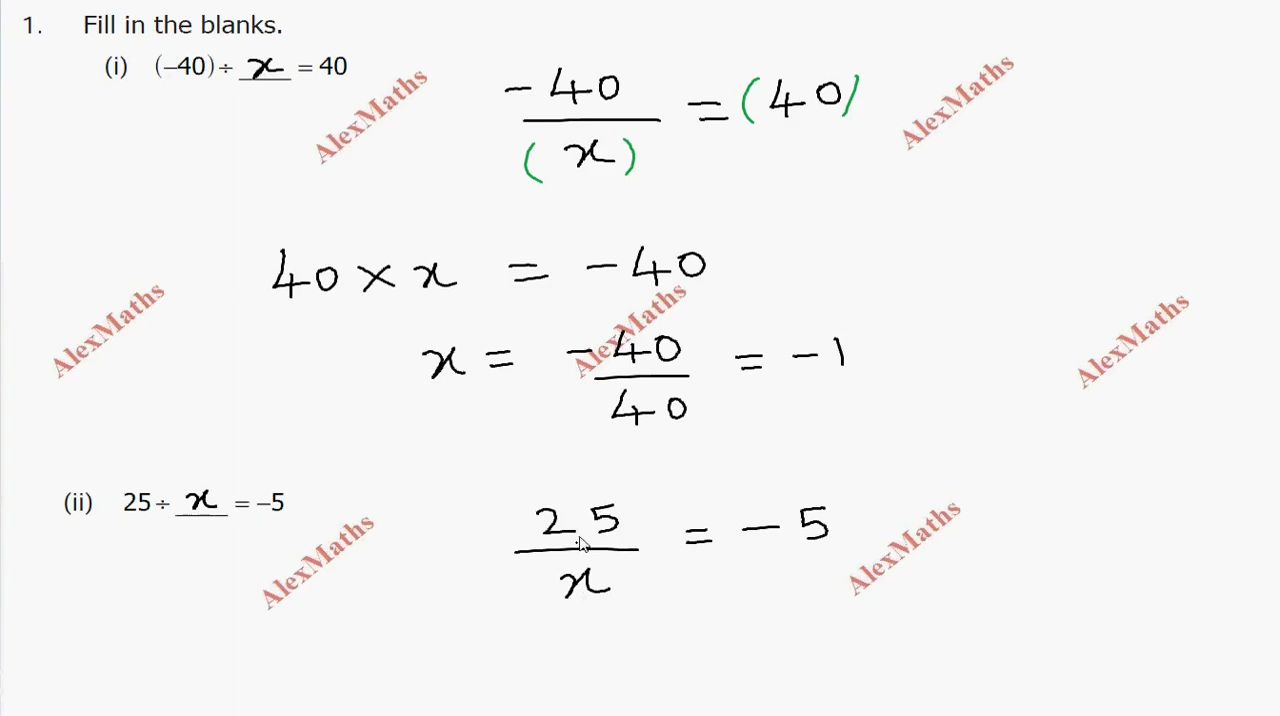 1. Fill in the blanks.
(i) (–40) ÷ x = 40
-40 / (x) = (40)
AlexMaths
AlexMaths
40 × x = -40
AlexMaths
AlexMaths
AlexMaths
x = -40 / 40 = -1
(ii) 25 ÷ x = –5
25 / x = -5
AlexMaths
AlexMaths